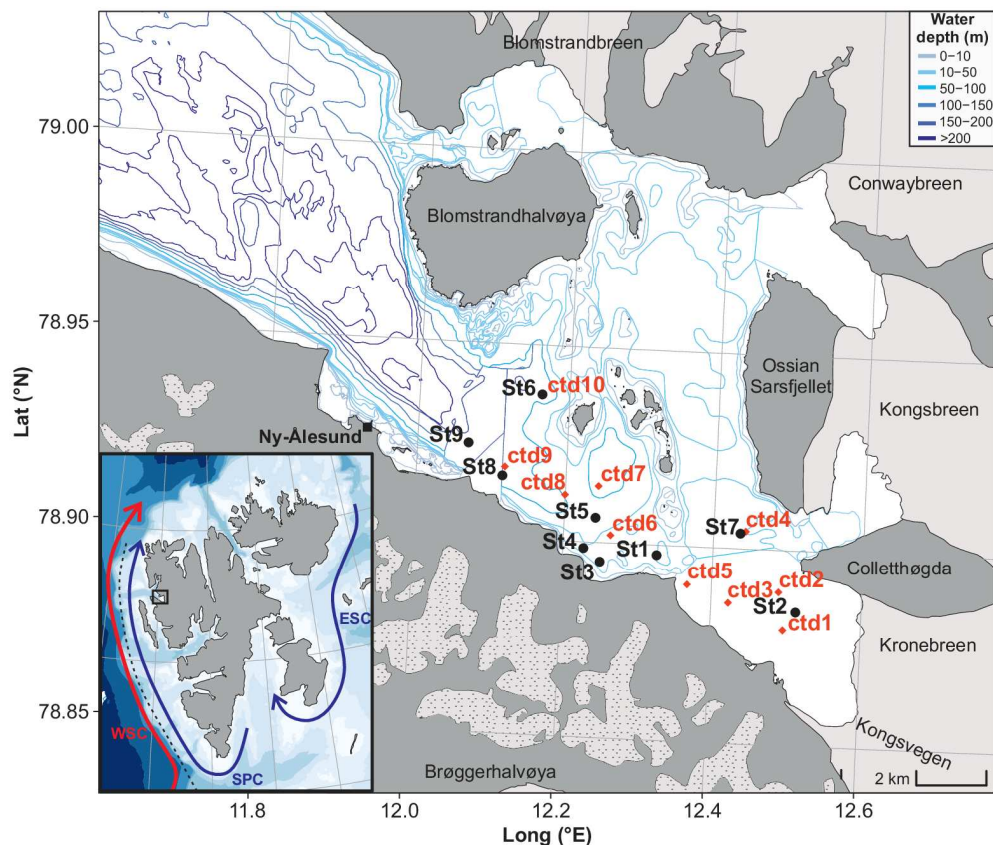 Water
depth (m)
0–10
10–50
50–100
100–150
150–200
>200
Blomstrandbreen
79.00
Conwaybreen
Blomstrandhalvøya
78.95
Lat (°N)
Ossian
Sarsfjellet
St6
ctd10
Kongsbreen
Ny-Ålesund
St9
St8
ctd9
ctd8
ctd7
78.90
St5
ctd6
St7
ctd4
St4
St1
St3
ctd5
Colletthøgda
ctd3
ctd2
St2
ctd1
ESC
Kronebreen
78.85
WSC
Kongsvegen
SPC
Brøggerhalvøya
2 km
11.8
12.0
12.2
12.4
12.6
Long (°E)